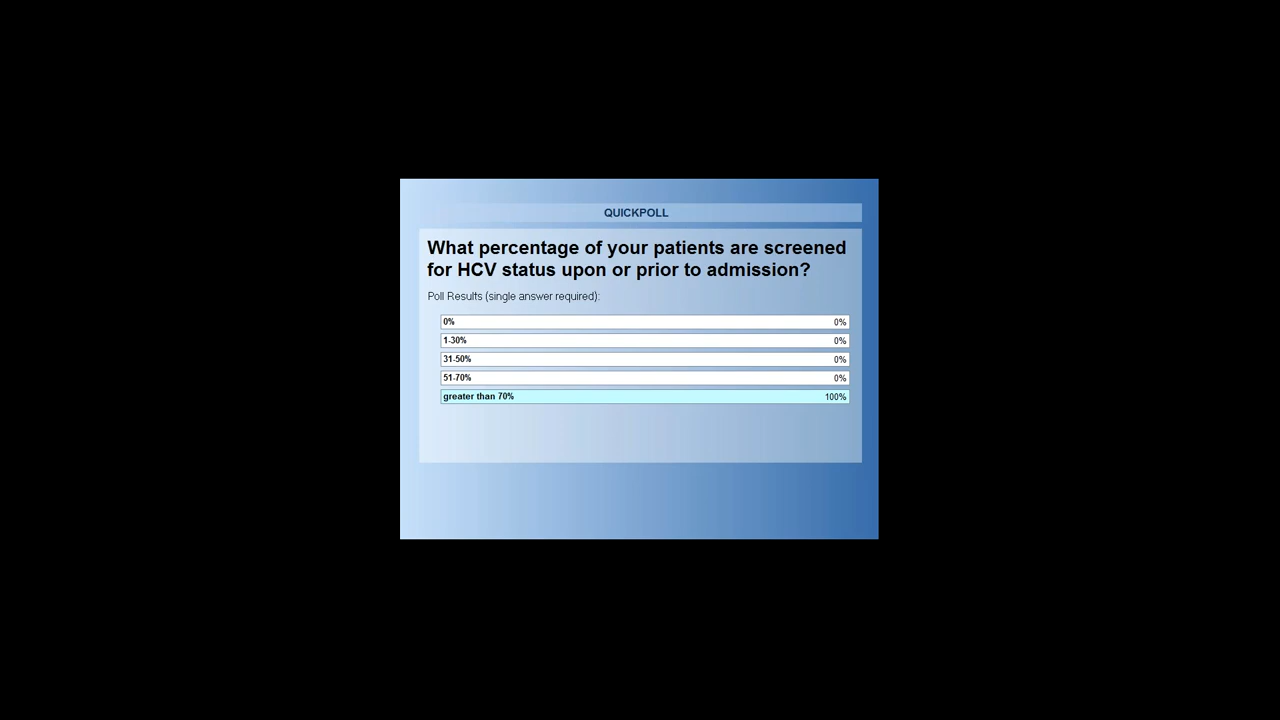 QUICKPOLL
What percentage of your patients are screened
for HCV status upon or prior to admission?
Poll Results (single answer required):
0% 0%
1-30% 0%
31-50% 0%
51-70% 0%
greater than 70% 100%